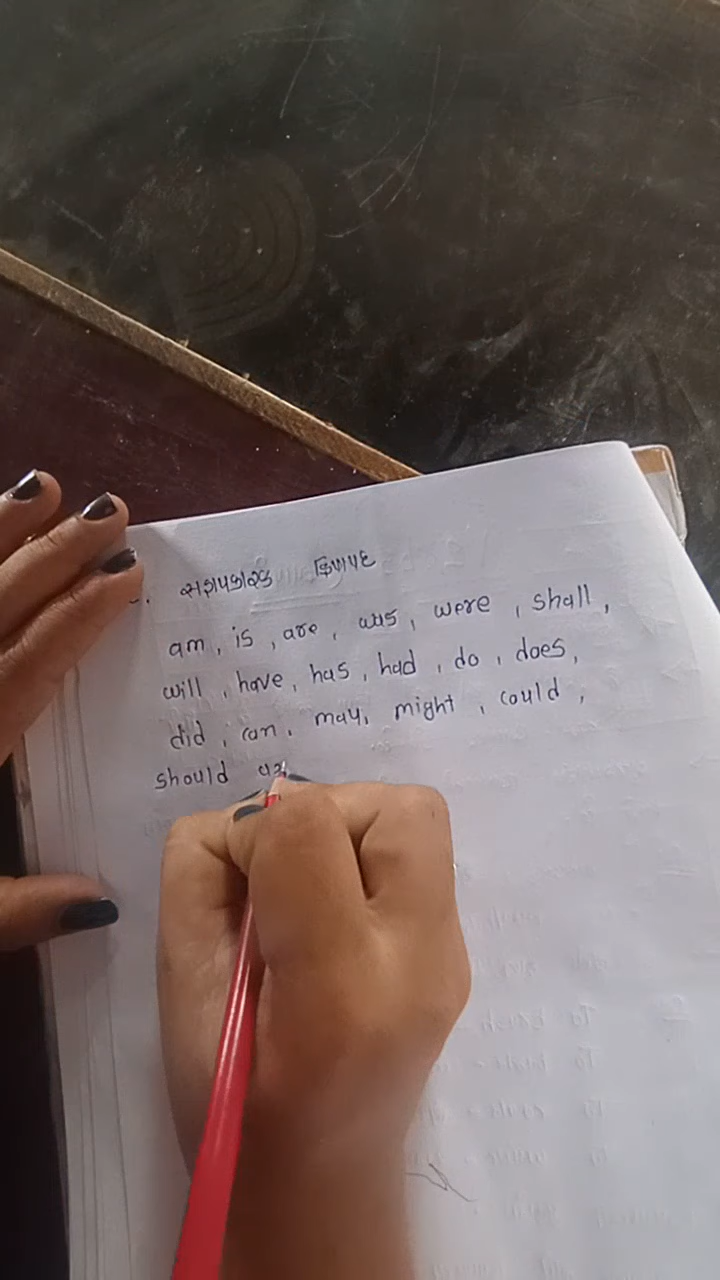 સહાયકારક ક્રિયાપદ
am, is, are, was, were, shall,
will, have, has, had, do, does,
did, can, may, might, could,
should